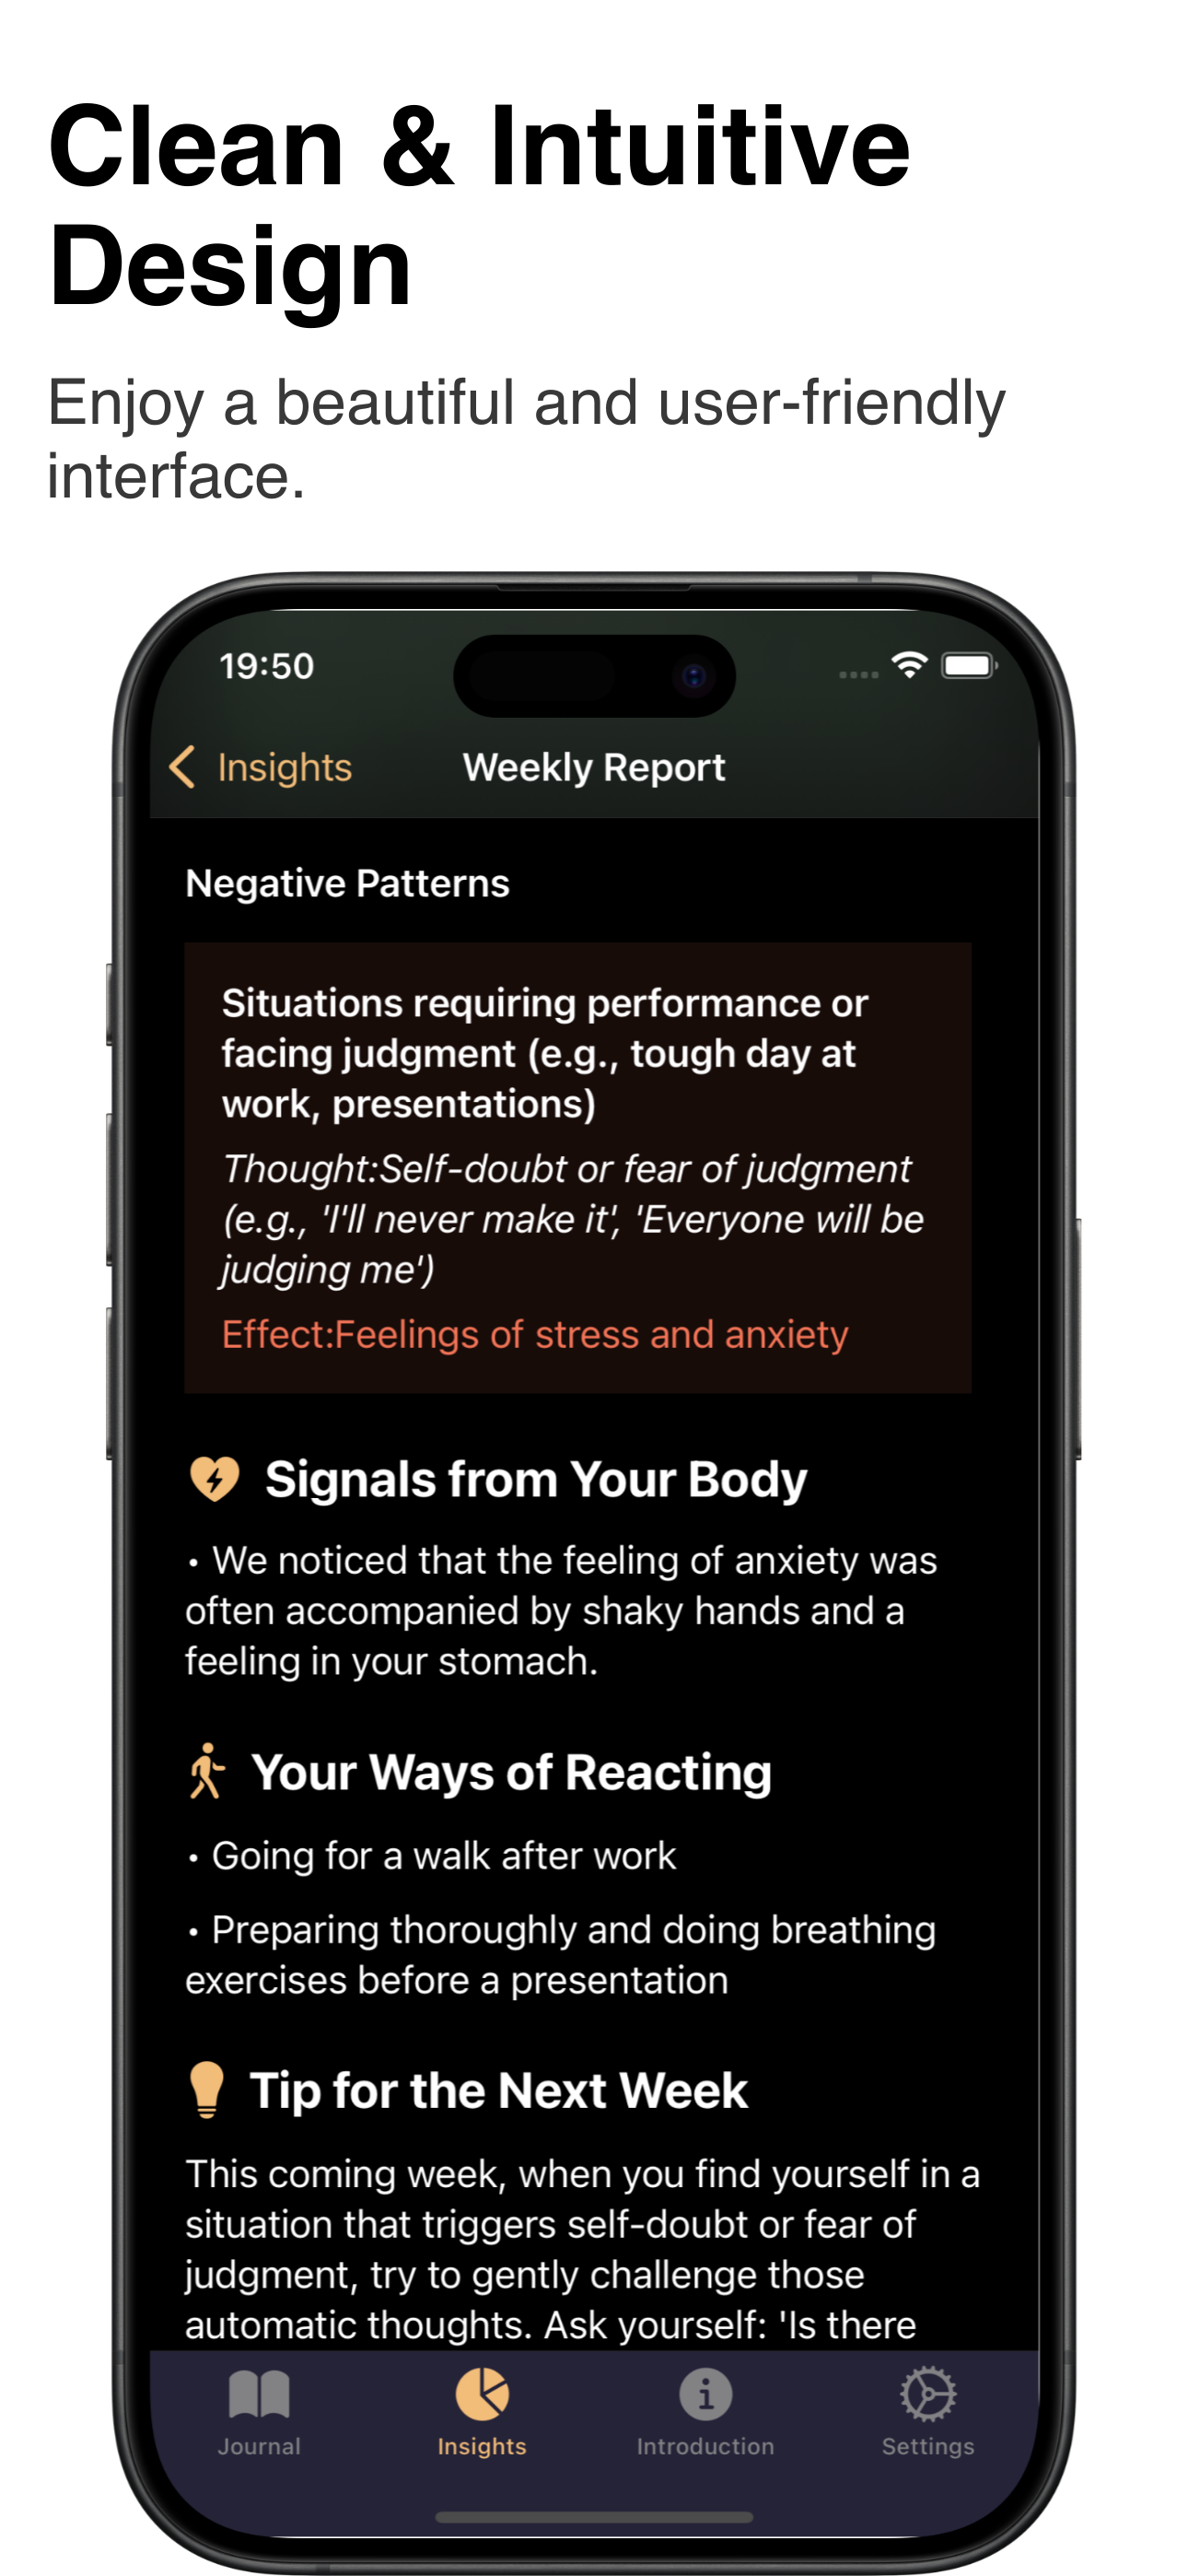 Clean & Intuitive
Design
Enjoy a beautiful and user-friendly
interface.
19:50
Insights
Weekly Report
Negative Patterns
Situations requiring performance or
facing judgment (e.g., tough day at
work, presentations)
Thought:Self-doubt or fear of judgment
(e.g., 'I'll never make it', 'Everyone will be
judging me')
Effect:Feelings of stress and anxiety
Signals from Your Body
• We noticed that the feeling of anxiety was
often accompanied by shaky hands and a
feeling in your stomach.
Your Ways of Reacting
• Going for a walk after work
• Preparing thoroughly and doing breathing
exercises before a presentation
Tip for the Next Week
This coming week, when you find yourself in a
situation that triggers self-doubt or fear of
judgment, try to gently challenge those
automatic thoughts. Ask yourself: 'Is there
Journal
Insights
Introduction
Settings